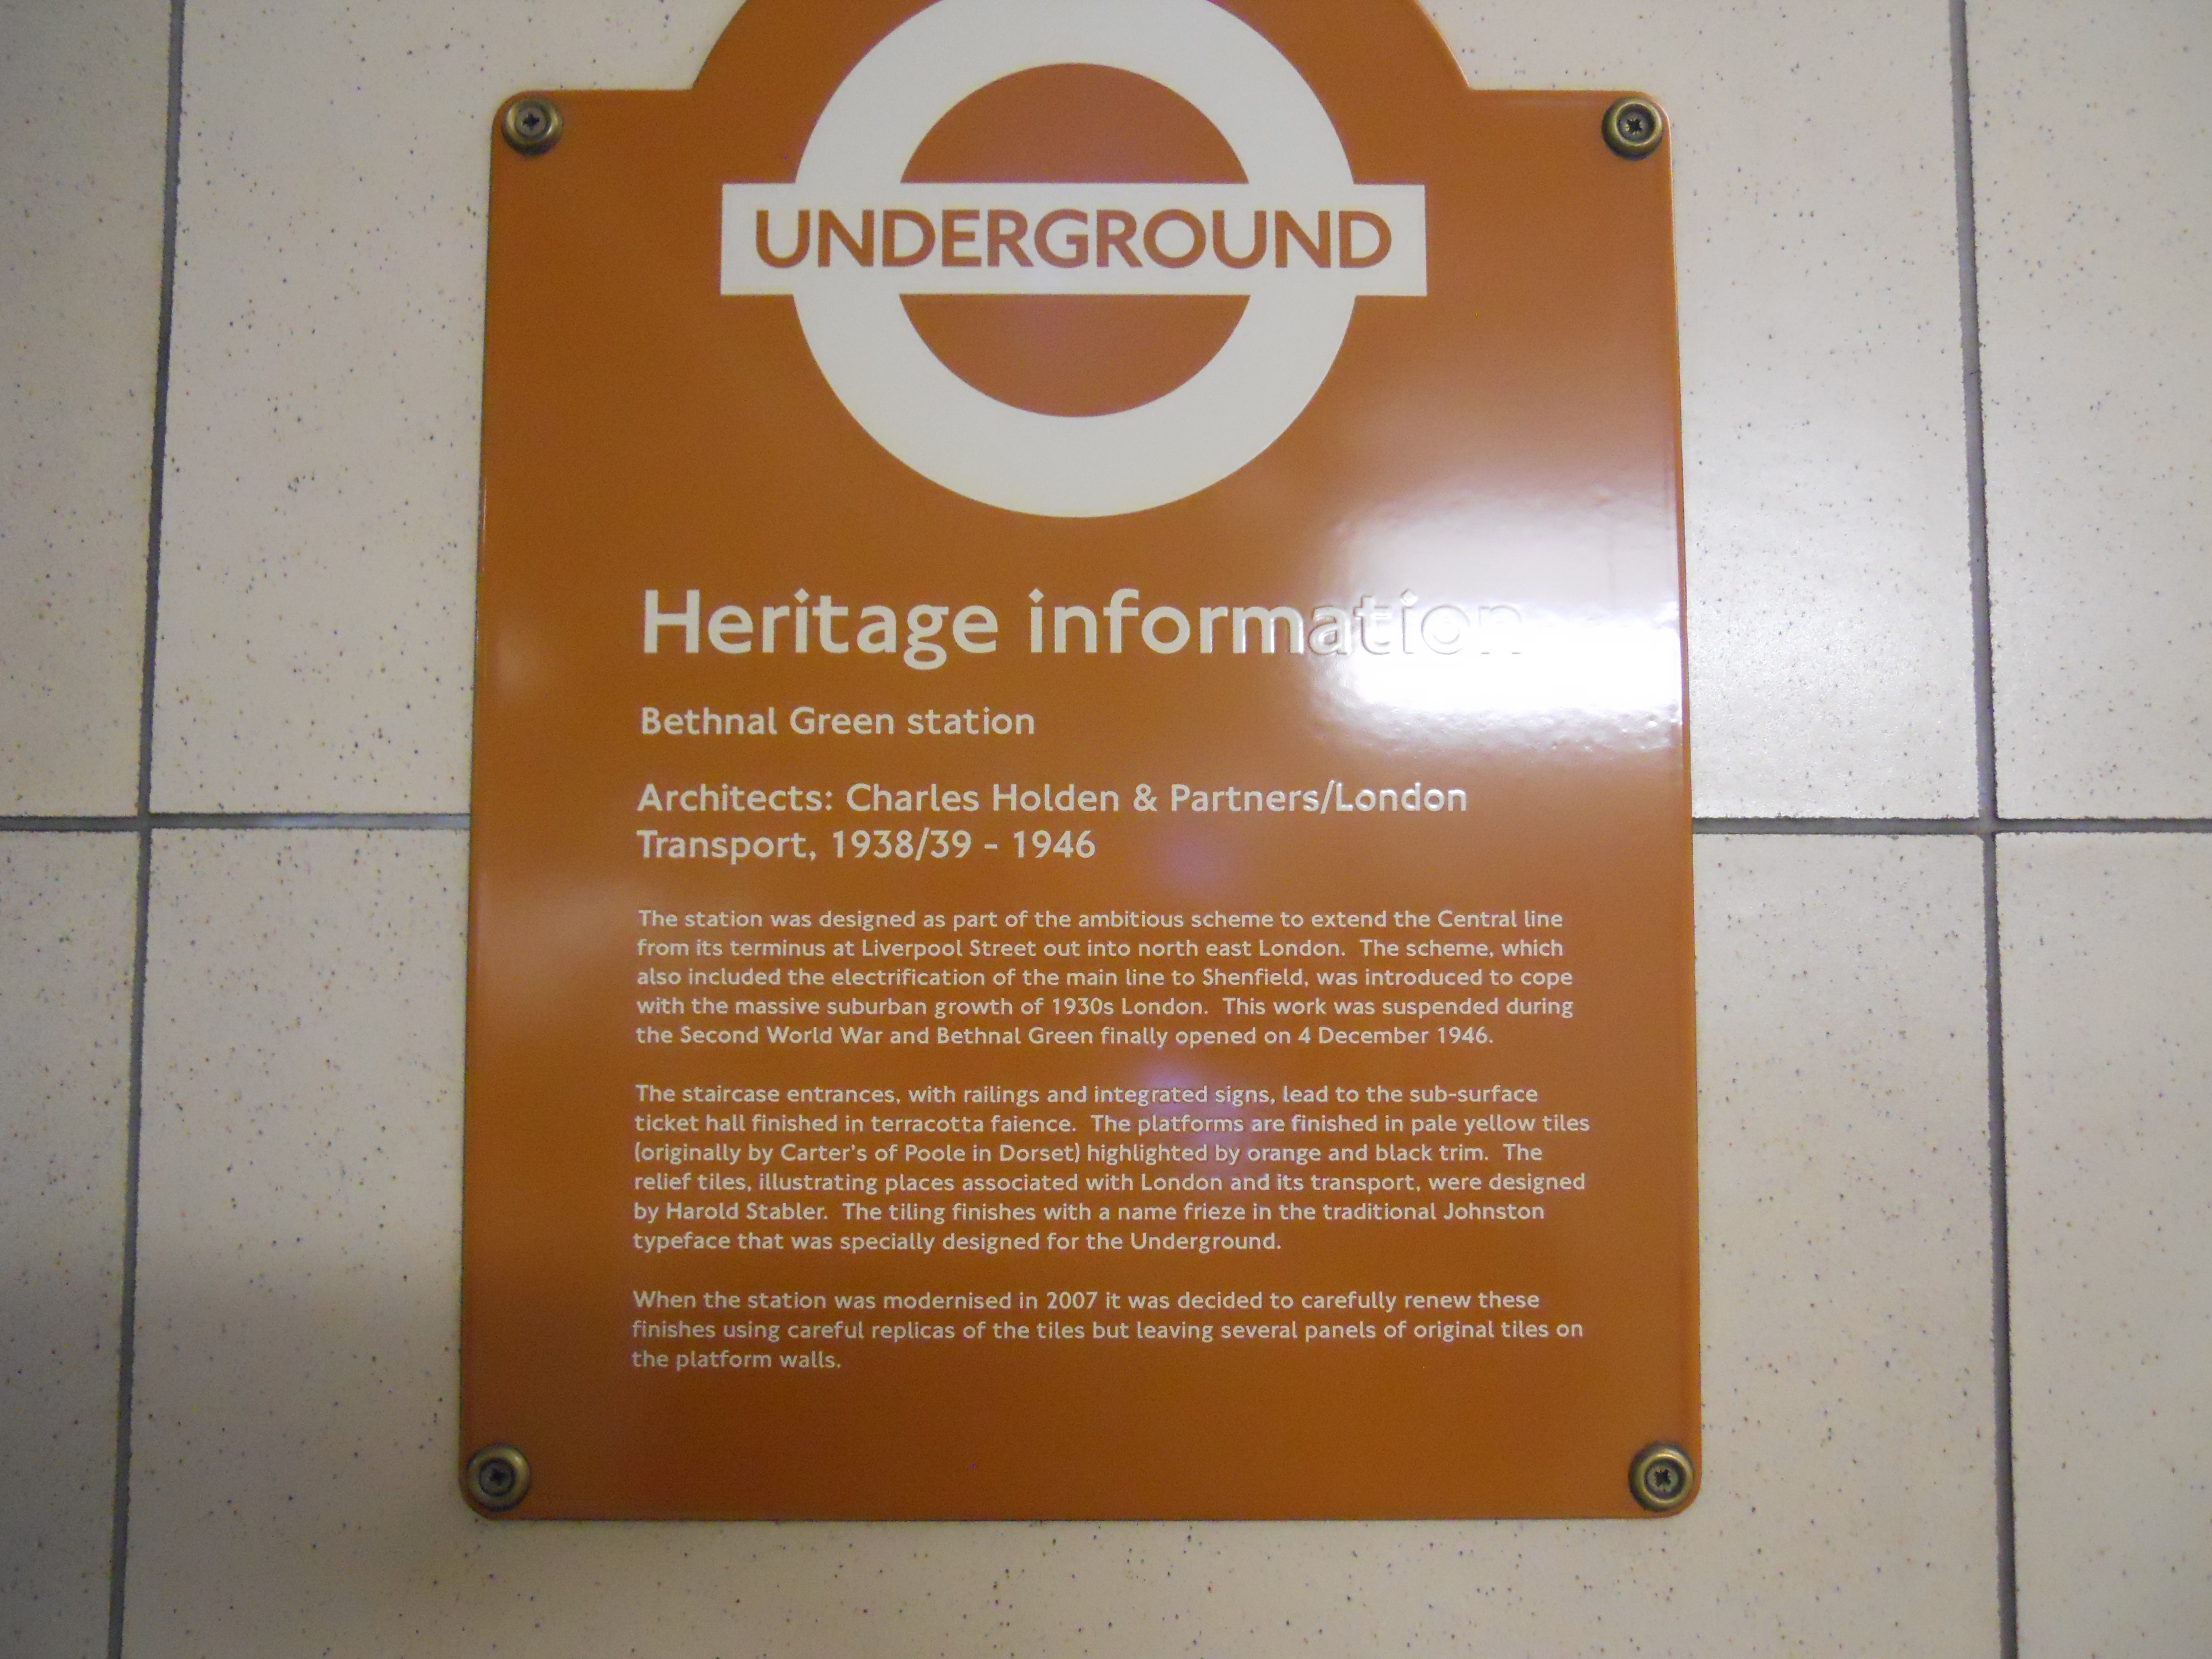 UNDERGROUND
Heritage information
Bethnal Green station
Architects: Charles Holden & Partners/London
Transport, 1938/39 - 1946
The station was designed as part of the ambitious scheme to extend the Central line
from its terminus at Liverpool Street out into north east London. The scheme, which
also included the electrification of the main line to Shenfield, was introduced to cope
with the massive suburban growth of 1930s London. This work was suspended during
the Second World War and Bethnal Green finally opened on 4 December 1946.
The staircase entrances, with railings and integrated signs, lead to the sub-surface
ticket hall finished in terracotta faience. The platforms are finished in pale yellow tiles
(originally by Carter's of Poole in Dorset) highlighted by orange and black trim. The
relief tiles, illustrating places associated with London and its transport, were designed
by Harold Stabler. The tiling finishes with a name frieze in the traditional Johnston
typeface that was specially designed for the Underground.
When the station was modernised in 2007 it was decided to carefully renew these
finishes using careful replicas of the tiles but leaving several panels of original tiles on
the platform walls.